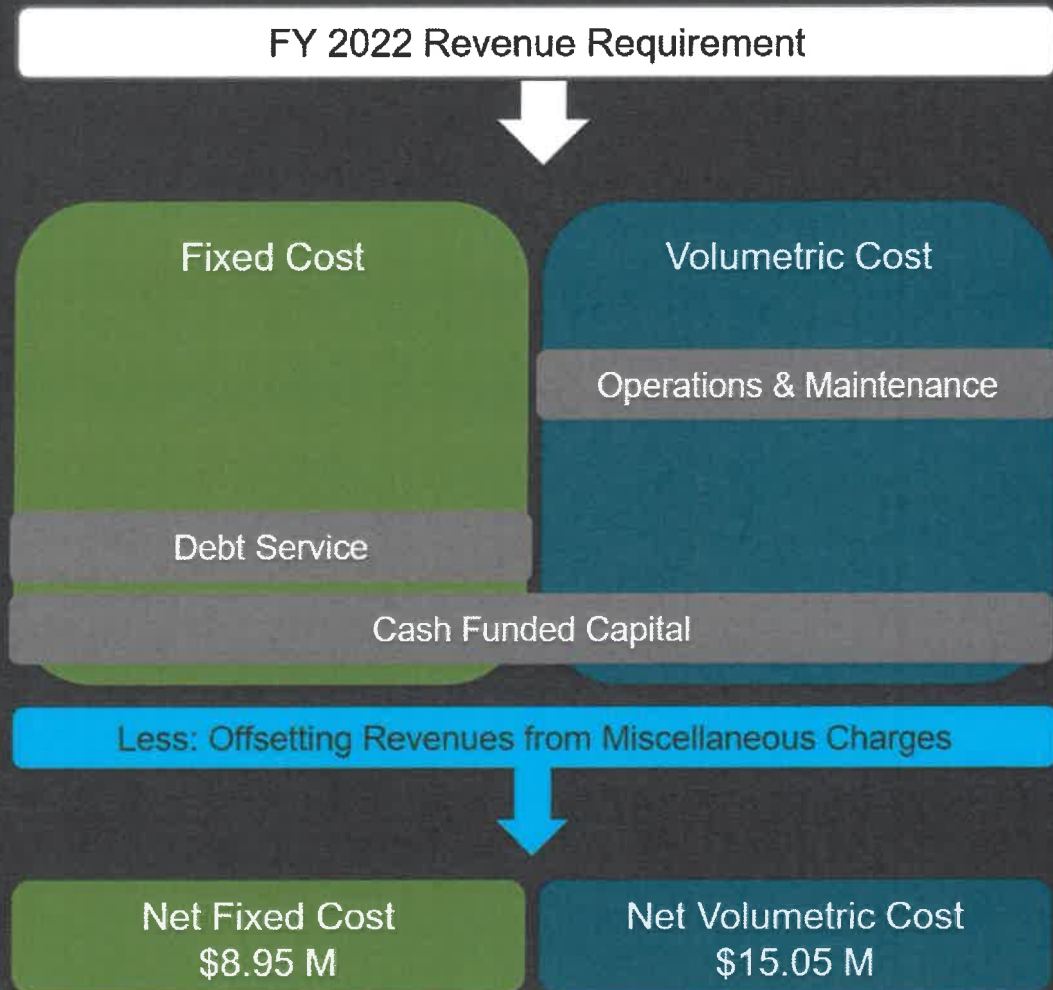 FY 2022 Revenue Requirement
Fixed Cost
Volumetric Cost
Operations & Maintenance
Debt Service
Cash Funded Capital
Less: Offsetting Revenues from Miscellaneous Charges
Net Fixed Cost
$8.95 M
Net Volumetric Cost
$15.05 M